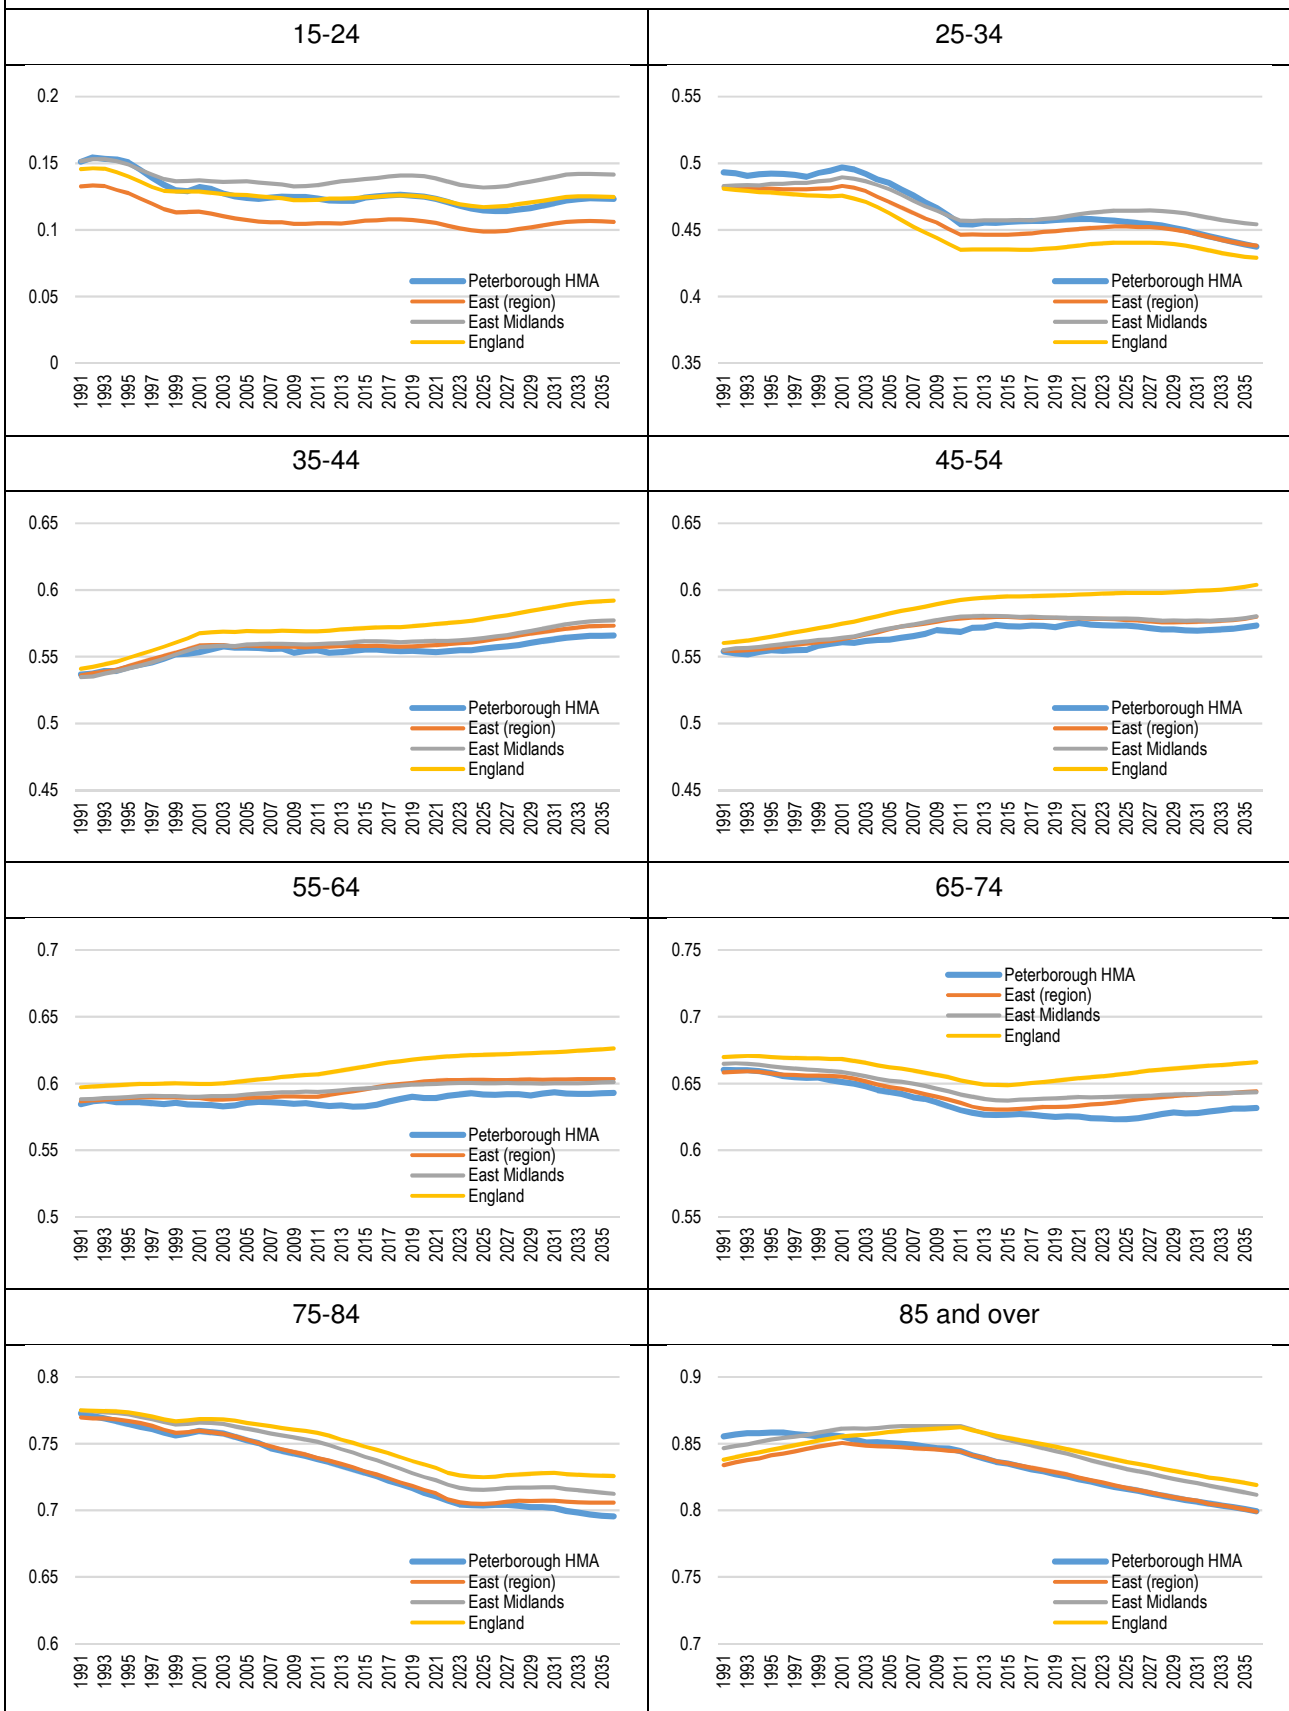 15-24
25-34
0.2
0.15
0.1
0.05
0
Peterborough HMA
East (region)
East Midlands
England
1991 1993 1995 1997 1999 2001 2003 2005 2007 2009 2011 2013 2015 2017 2019 2021 2023 2025 2027 2029 2031 2033 2035
0.55
0.5
0.45
0.4
0.35
Peterborough HMA
East (region)
East Midlands
England
1991 1993 1995 1997 1999 2001 2003 2005 2007 2009 2011 2013 2015 2017 2019 2021 2023 2025 2027 2029 2031 2033 2035
35-44
45-54
0.65
0.6
0.55
0.5
0.45
Peterborough HMA
East (region)
East Midlands
England
1991 1993 1995 1997 1999 2001 2003 2005 2007 2009 2011 2013 2015 2017 2019 2021 2023 2025 2027 2029 2031 2033 2035
0.65
0.6
0.55
0.5
0.45
Peterborough HMA
East (region)
East Midlands
England
1991 1993 1995 1997 1999 2001 2003 2005 2007 2009 2011 2013 2015 2017 2019 2021 2023 2025 2027 2029 2031 2033 2035
55-64
65-74
0.7
0.65
0.6
0.55
0.5
Peterborough HMA
East (region)
East Midlands
England
1991 1993 1995 1997 1999 2001 2003 2005 2007 2009 2011 2013 2015 2017 2019 2021 2023 2025 2027 2029 2031 2033 2035
0.75
0.7
0.65
0.6
0.55
Peterborough HMA
East (region)
East Midlands
England
1991 1993 1995 1997 1999 2001 2003 2005 2007 2009 2011 2013 2015 2017 2019 2021 2023 2025 2027 2029 2031 2033 2035
75-84
85 and over
0.8
0.75
0.7
0.65
0.6
Peterborough HMA
East (region)
East Midlands
England
1991 1993 1995 1997 1999 2001 2003 2005 2007 2009 2011 2013 2015 2017 2019 2021 2023 2025 2027 2029 2031 2033 2035
0.9
0.85
0.8
0.75
0.7
Peterborough HMA
East (region)
East Midlands
England
1991 1993 1995 1997 1999 2001 2003 2005 2007 2009 2011 2013 2015 2017 2019 2021 2023 2025 2027 2029 2031 2033 2035